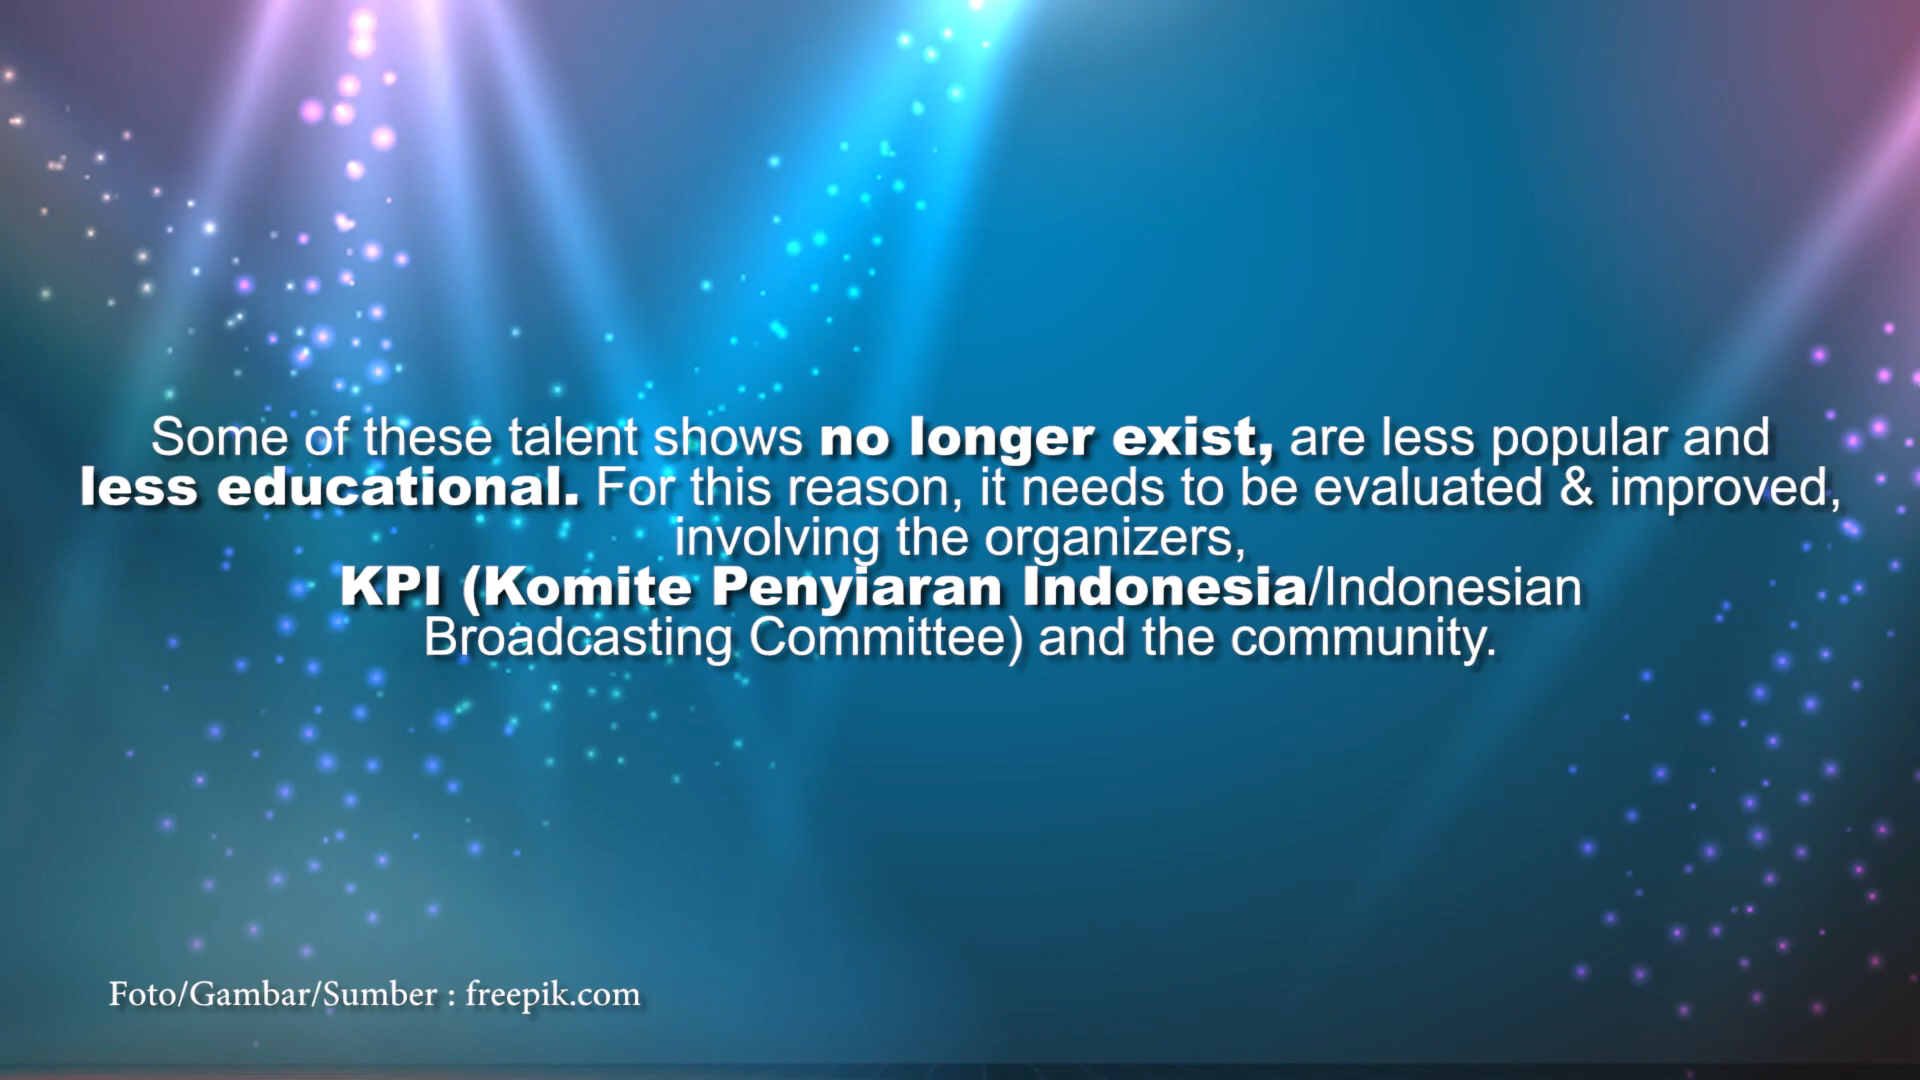 Some of these talent shows no longer exist, are less popular and
less educational. For this reason, it needs to be evaluated & improved,
involving the organizers,
KPI (Komite Penyiaran Indonesia/Indonesian
Broadcasting Committee) and the community.
Foto/Gambar/Sumber : freepik.com